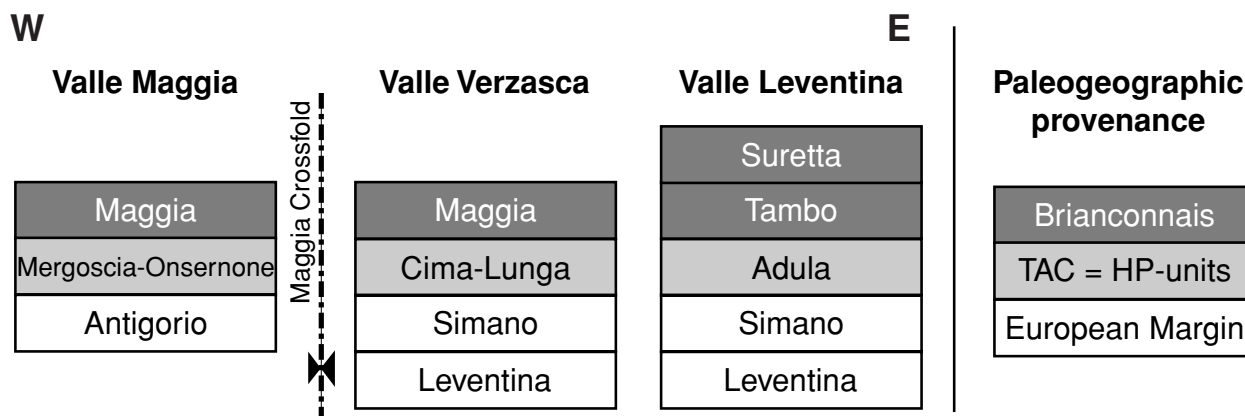 W
E
Valle Maggia
Maggia
Mergoscia-Onsernone
Antigorio
Maggia Crossfold
Valle Verzasca
Maggia
Cima-Lunga
Simano
Leventina
Valle Leventina
Suretta
Tambo
Adula
Simano
Leventina
Paleogeographic
provenance
Brianconnais
TAC = HP-units
European Margin